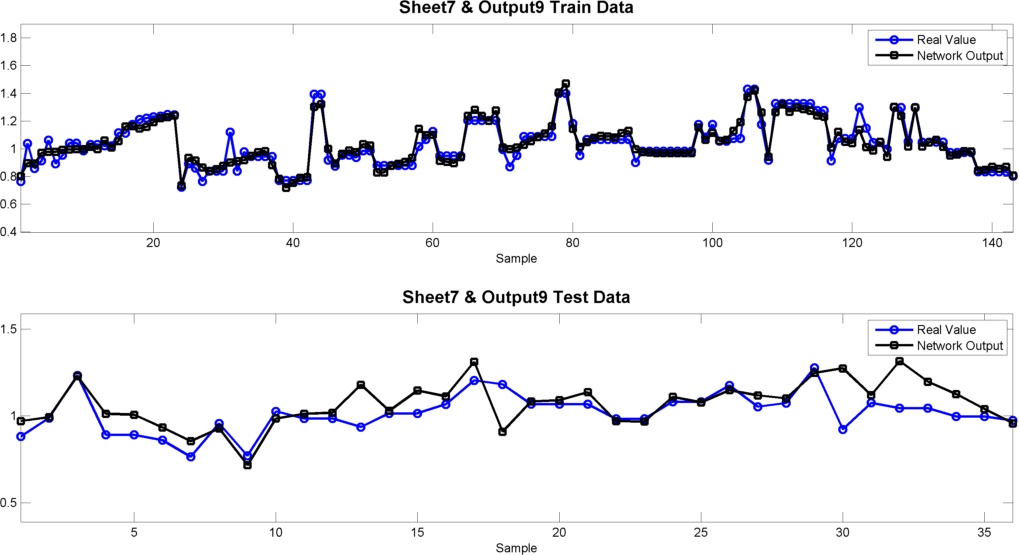 Sheet7 & Output9 Train Data
1.8
1.6
1.4
1.2
1
0.8
0.6
0.4
Real Value
Network Output
20 40 60 80 100 120 140
Sample
Sheet7 & Output9 Test Data
1.5
1
0.5
Real Value
Network Output
5 10 15 20 25 30 35
Sample